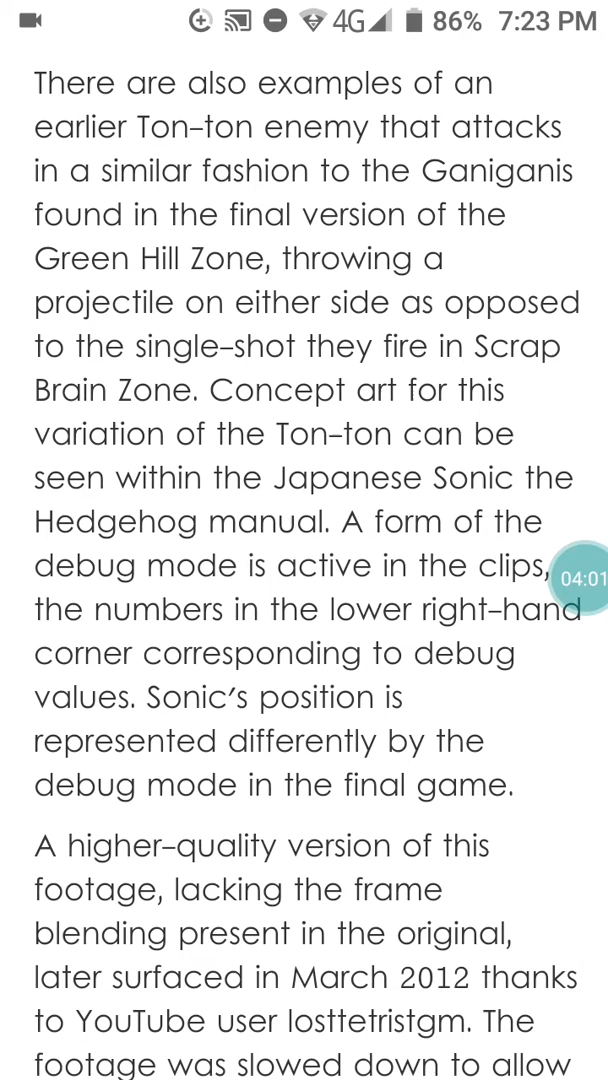 4G 86% 7:23 PM
There are also examples of an
earlier Ton-ton enemy that attacks
in a similar fashion to the Ganiganis
found in the final version of the
Green Hill Zone, throwing a
projectile on either side as opposed
to the single-shot they fire in Scrap
Brain Zone. Concept art for this
variation of the Ton-ton can be
seen within the Japanese Sonic the
Hedgehog manual. A form of the
debug mode is active in the clips,
04:01
the numbers in the lower right-hand
corner corresponding to debug
values. Sonic's position is
represented differently by the
debug mode in the final game.
A higher-quality version of this
footage, lacking the frame
blending present in the original,
later surfaced in March 2012 thanks
to YouTube user losttetristgm. The
footage was slowed down to allow